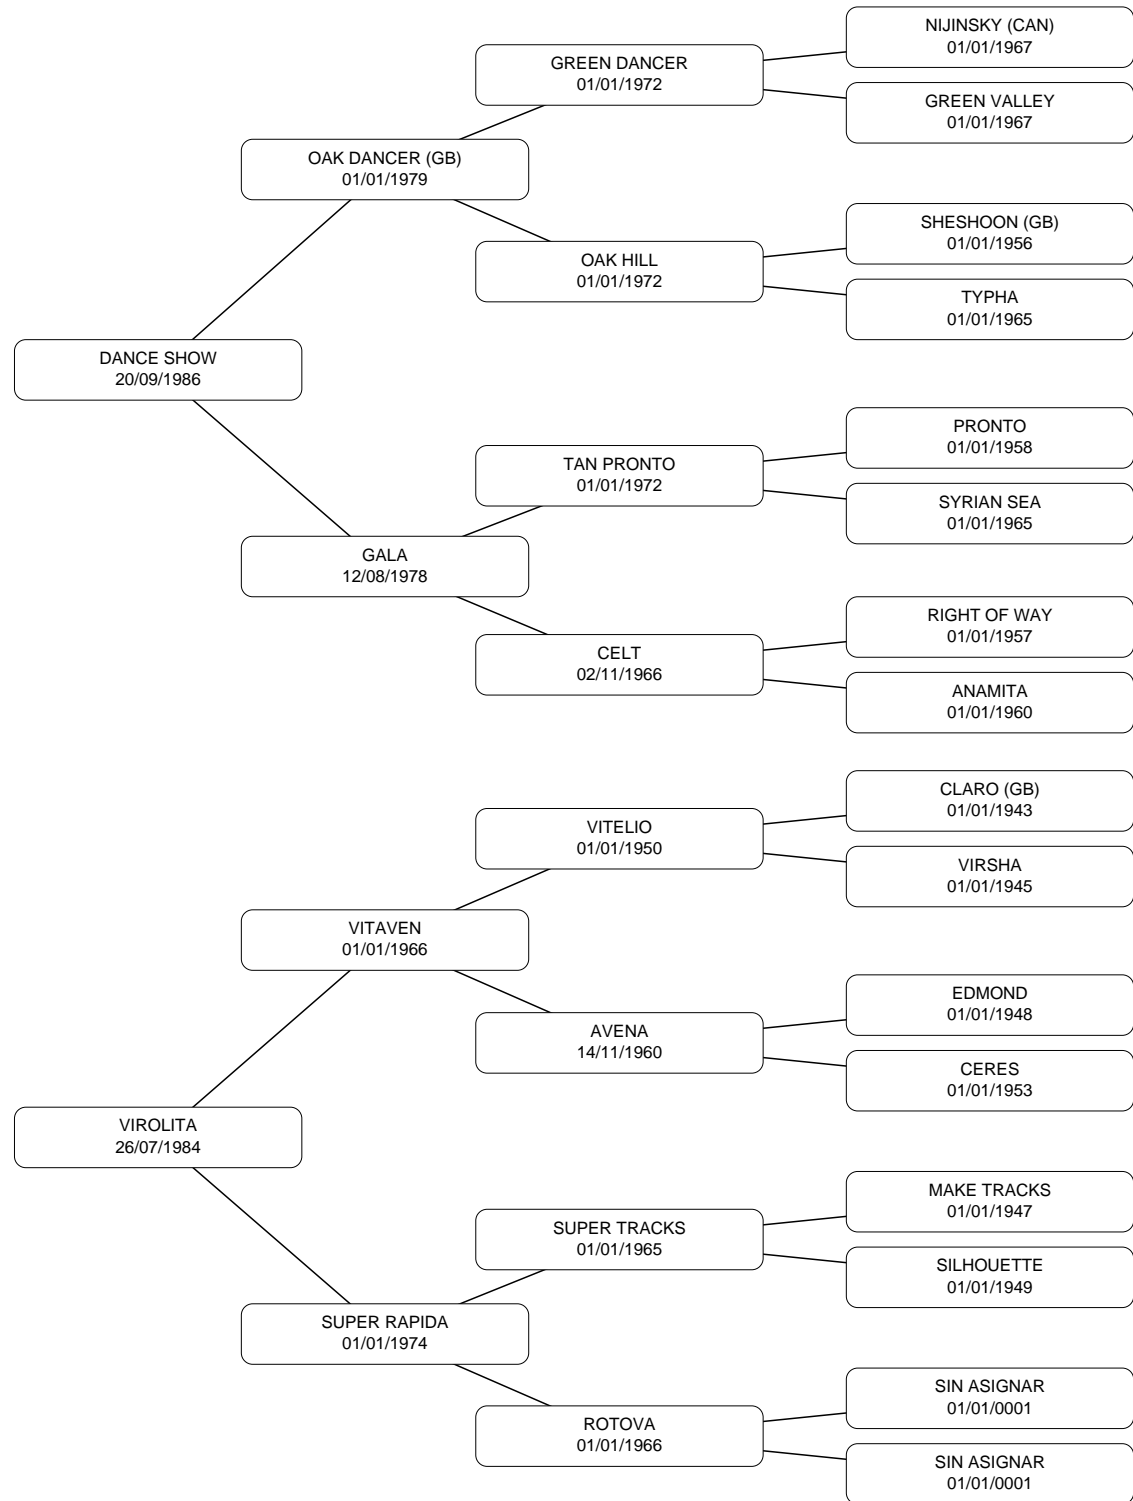 NIJINSKY (CAN)
01/01/1967
GREEN DANCER
01/01/1972
GREEN VALLEY
01/01/1967
OAK DANCER (GB)
01/01/1979
SHESHOON (GB)
01/01/1956
OAK HILL
01/01/1972
TYPHA
01/01/1965
DANCE SHOW
20/09/1986
PRONTO
01/01/1958
TAN PRONTO
01/01/1972
SYRIAN SEA
01/01/1965
GALA
12/08/1978
RIGHT OF WAY
01/01/1957
CELT
02/11/1966
ANAMITA
01/01/1960
CLARO (GB)
01/01/1943
VITELIO
01/01/1950
VIRSHA
01/01/1945
VITAVEN
01/01/1966
EDMOND
01/01/1948
AVENA
14/11/1960
CERES
01/01/1953
VIROLITA
26/07/1984
MAKE TRACKS
01/01/1947
SUPER TRACKS
01/01/1965
SILHOUETTE
01/01/1949
SUPER RAPIDA
01/01/1974
SIN ASIGNAR
01/01/0001
ROTOVA
01/01/1966
SIN ASIGNAR
01/01/0001